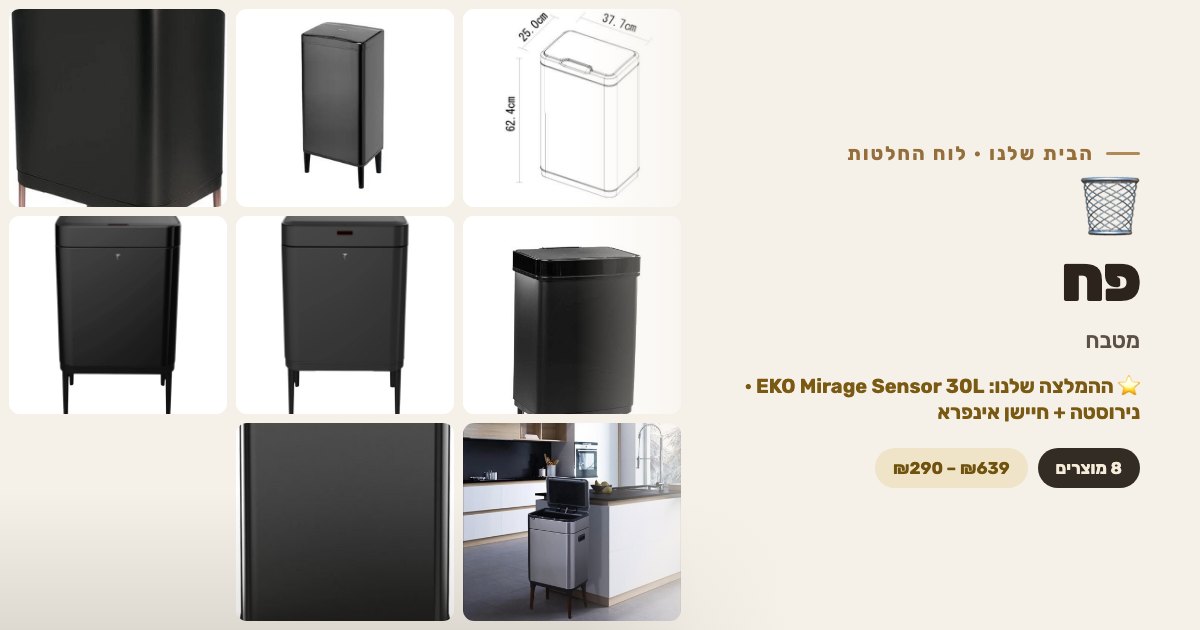 הבית שלנו • לוח החלטות
פח
מטבח
⭐ ההמלצה שלנו: EKO Mirage Sensor 30L •
נירוסטה + חיישן אינפרא
8 מוצרים
₪290 – ₪639
25.0cm
37.7cm
62.4cm